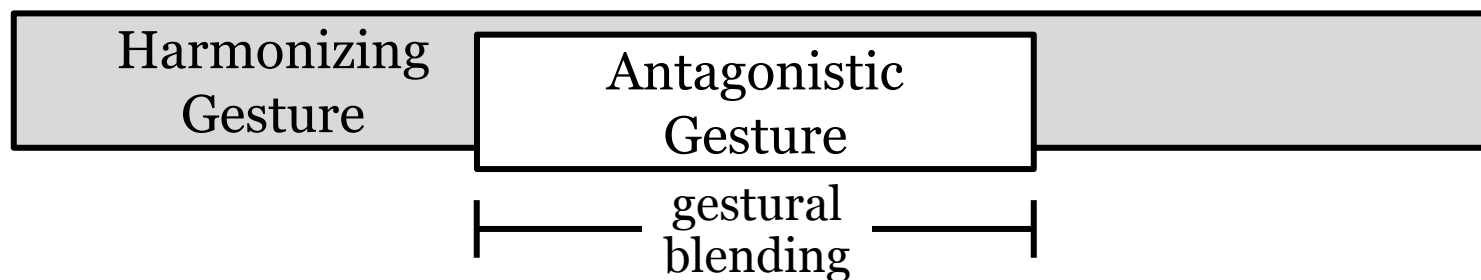 Harmonizing
Gesture
Antagonistic
Gesture
gestural
blending